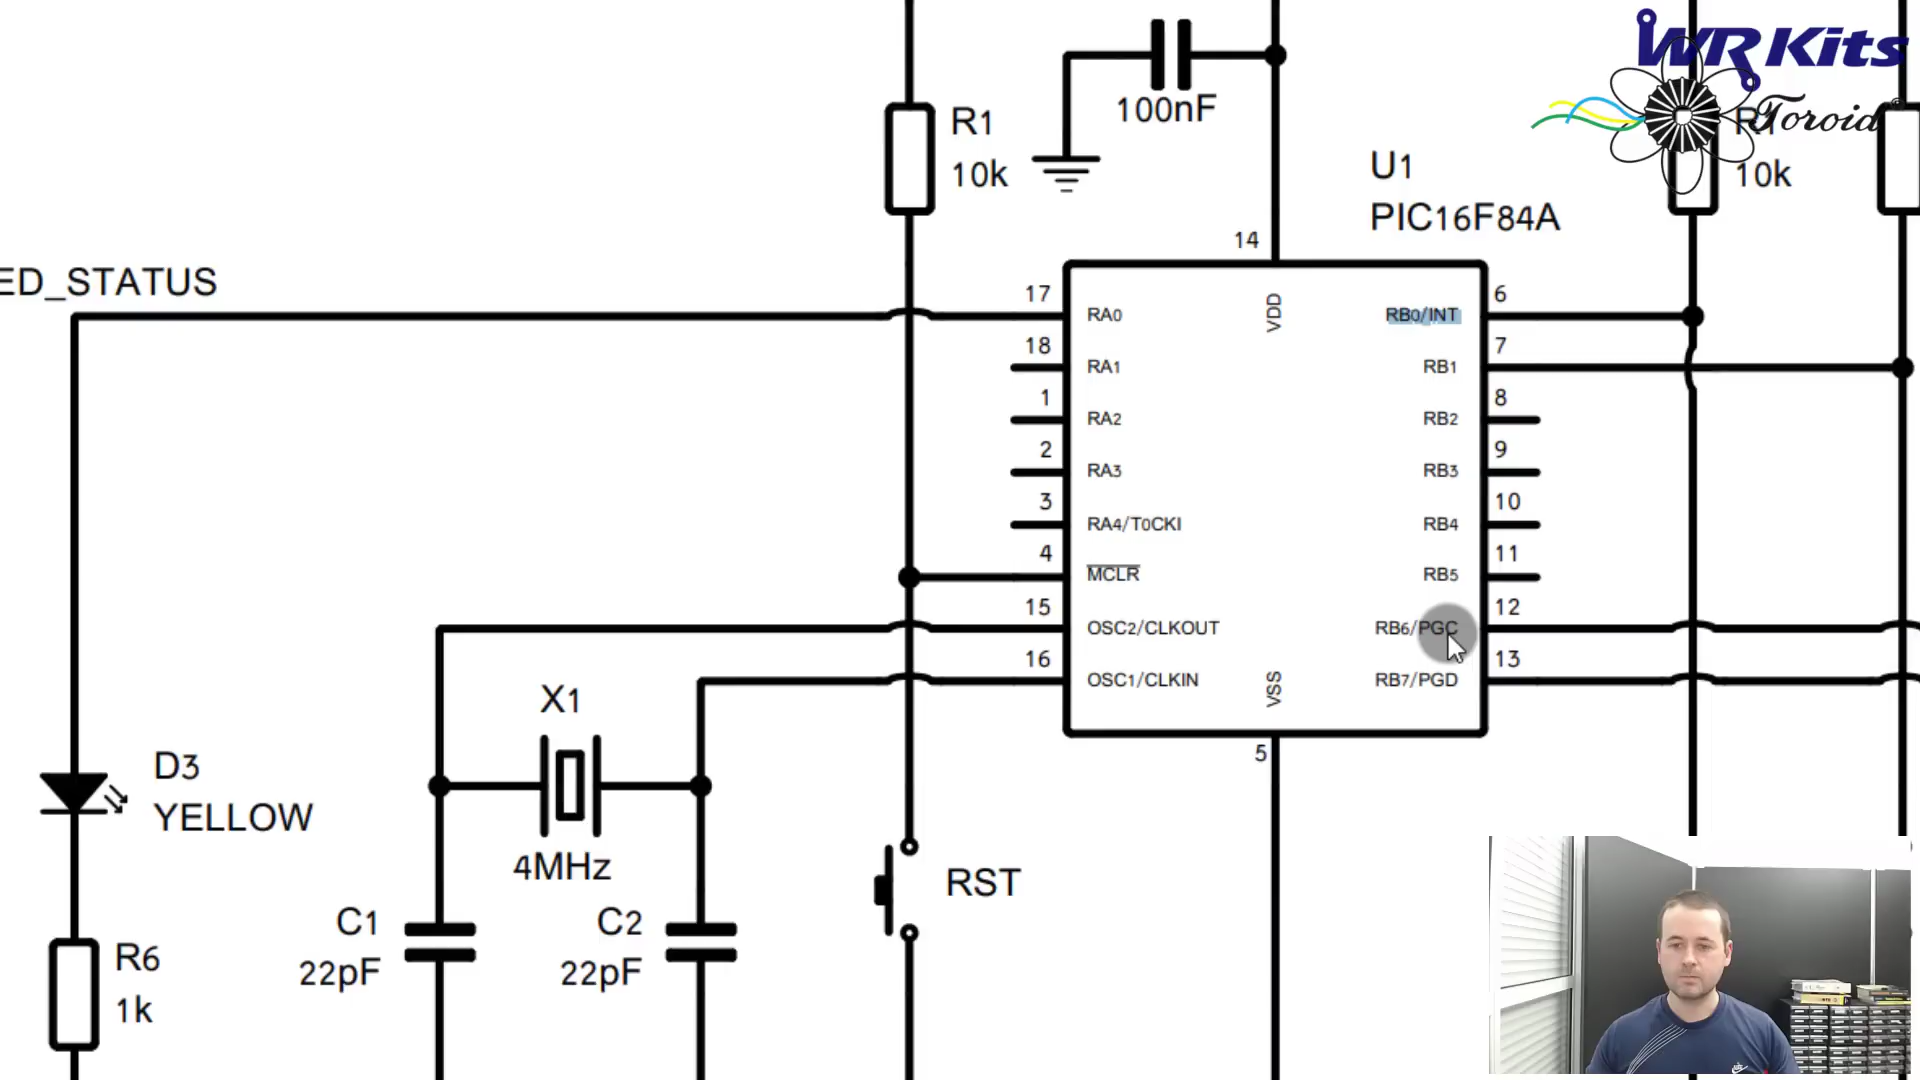 WR Kits
Toroid
R1
10k
100nF
R1
10k
U1
PIC16F84A
14
ED_STATUS
17
RA0
VDD
RB0/INT
6
18
RA1
RB1
7
1
RA2
RB2
8
2
RA3
RB3
9
3
RA4/T0CKI
RB4
10
4
MCLR
RB5
11
15
OSC2/CLKOUT
RB6/PGC
12
16
OSC1/CLKIN
VSS
RB7/PGD
13
5
X1
4MHz
D3
YELLOW
RST
C1
22pF
C2
22pF
R6
1k